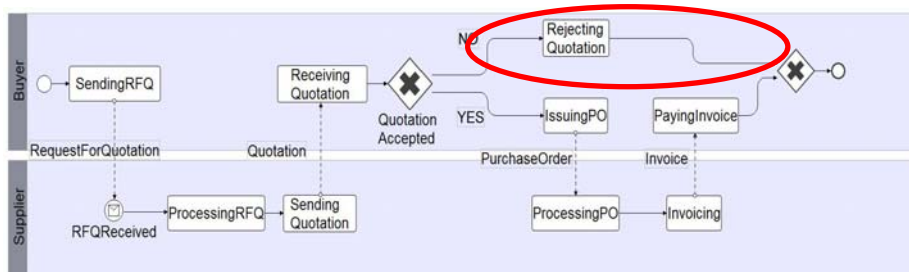 Buyer
SendingRFQ
Receiving
Quotation
Quotation
Accepted
NO
YES
Rejecting
Quotation
IssuingPO
PayingInvoice
RequestForQuotation
Quotation
PurchaseOrder
Invoice
Supplier
RFQReceived
ProcessingRFQ
Sending
Quotation
ProcessingPO
Invoicing